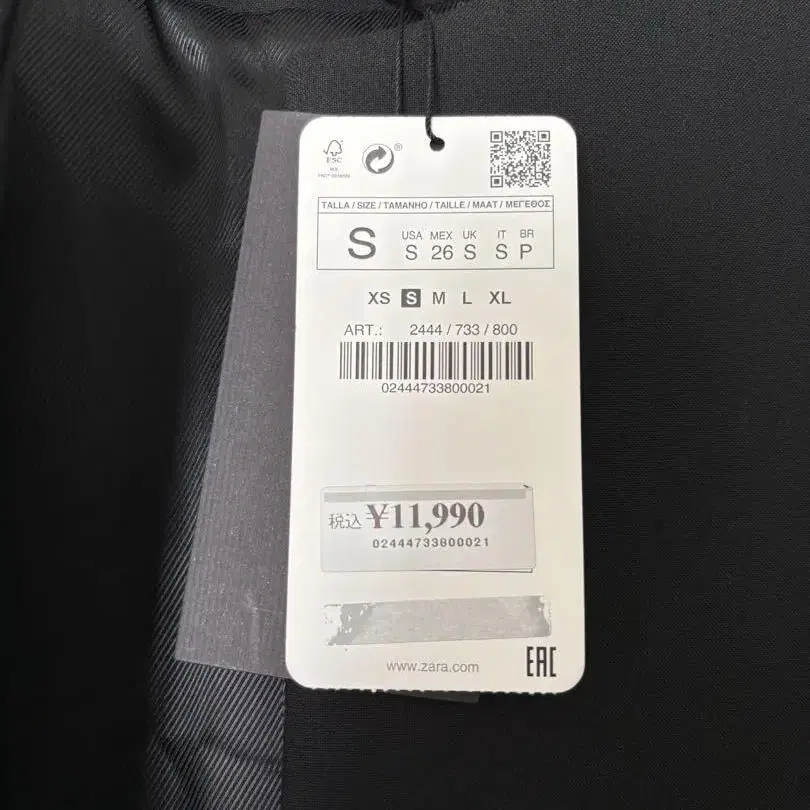 FSC
®
TALLA / SIZE / TAMANHO / TAILLE / MAAT / ΜΕΓΕΘΟΣ
S
USA MEX UK IT BR
S 26 S S P
XS S M L XL
ART.: 2444 / 733 / 800
02444733800021
税込 ¥11,990
02444733800021
www.zara.com
EAC